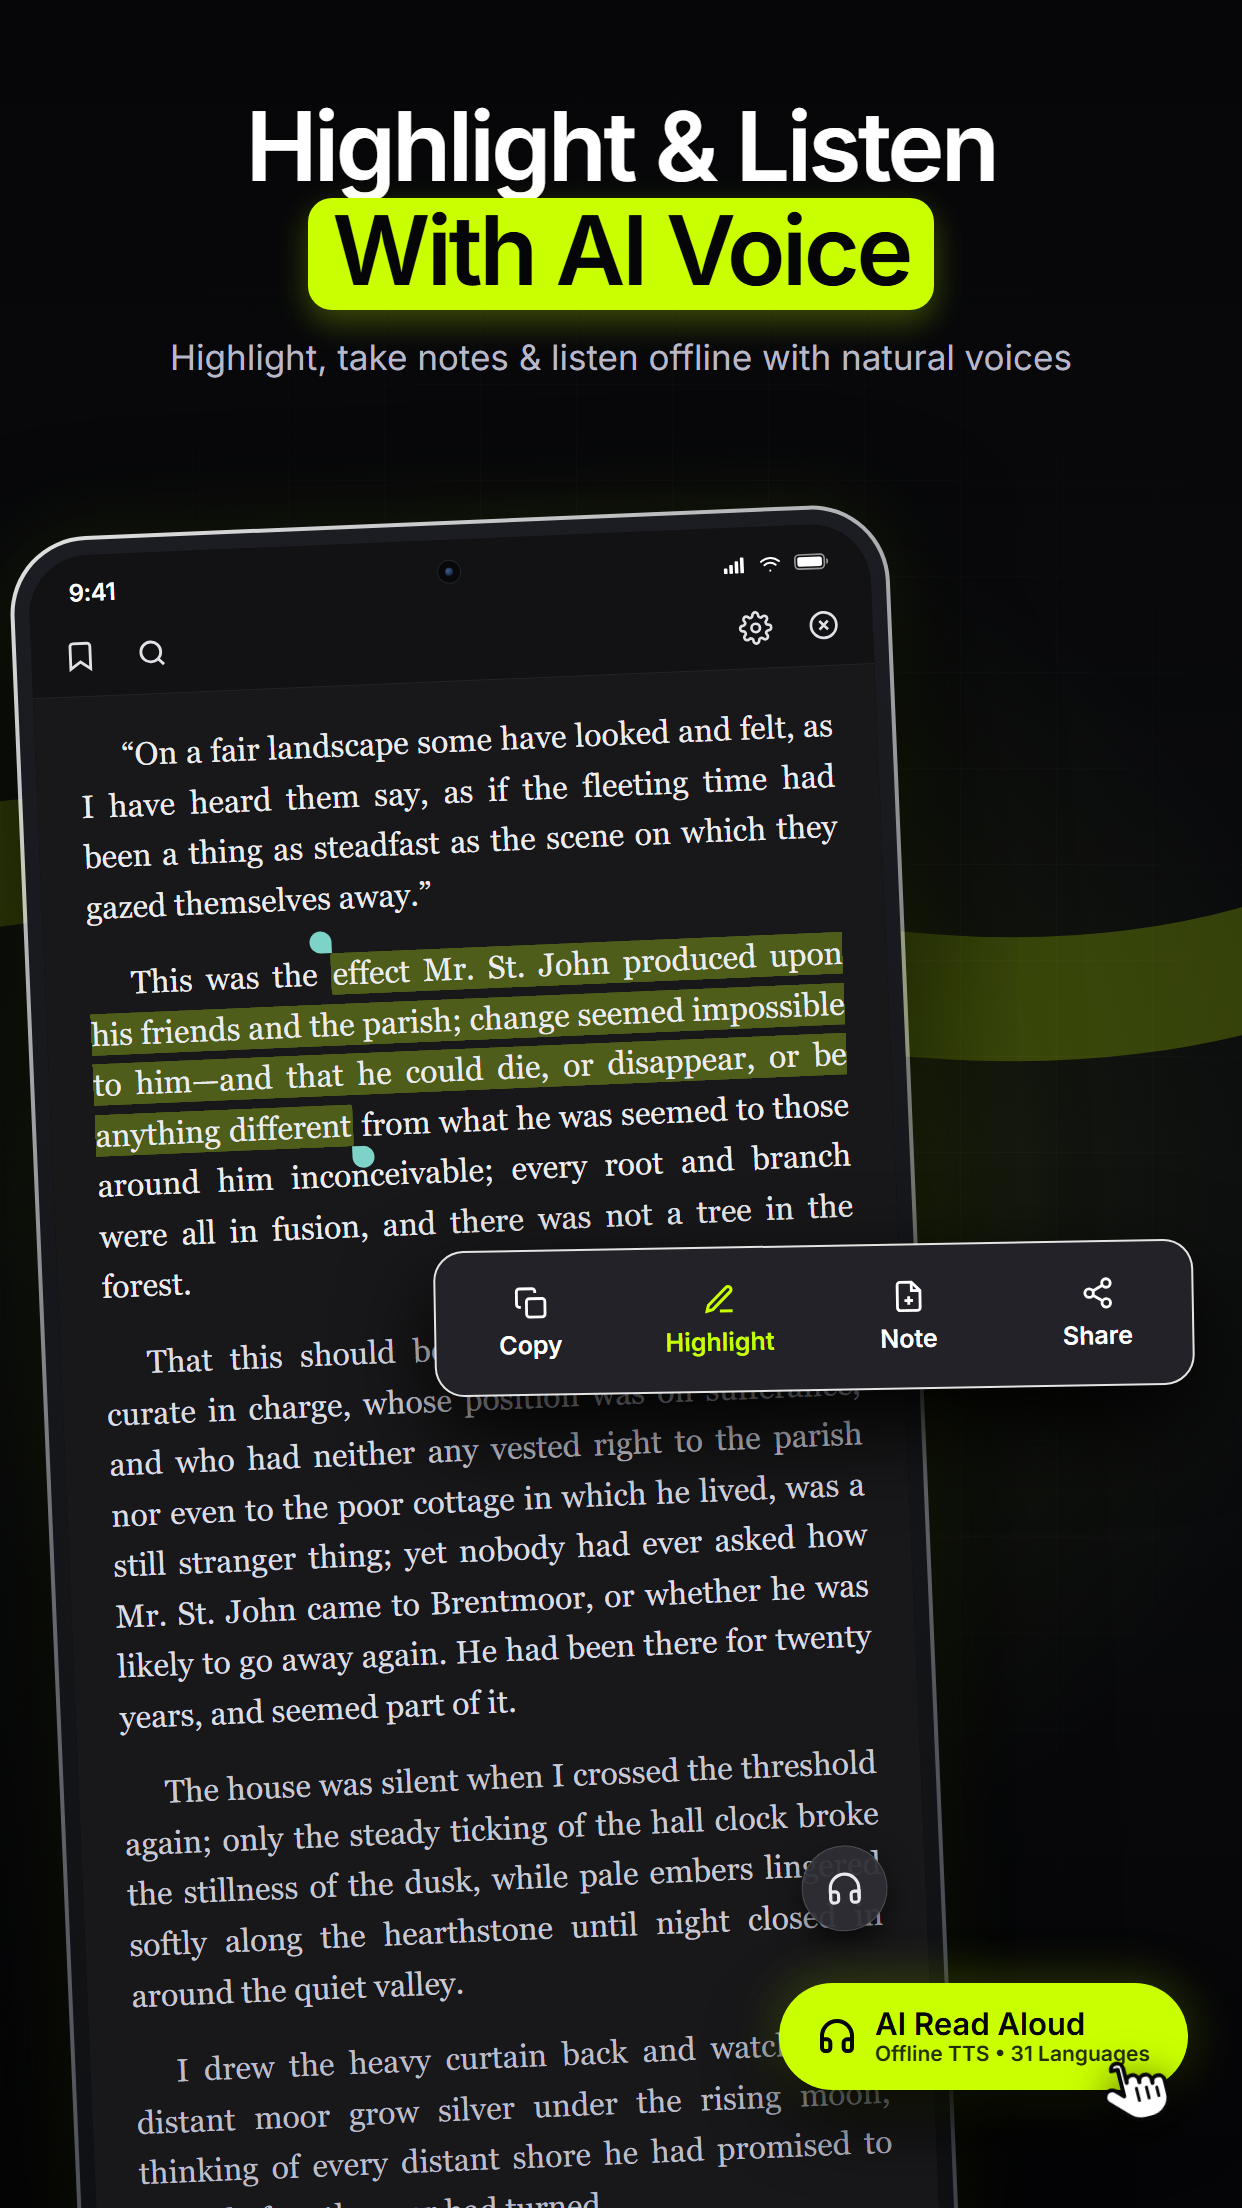 Highlight & Listen
With AI Voice
Highlight, take notes & listen offline with natural voices
9:41
“On a fair landscape some have looked and felt, as
I have heard them say, as if the fleeting time had
been a thing as steadfast as the scene on which they
gazed themselves away.”
This was the effect Mr. St. John produced upon
his friends and the parish; change seemed impossible
to him—and that he could die, or disappear, or be
anything different from what he was seemed to those
around him inconceivable; every root and branch
were all in fusion, and there was not a tree in the
forest.
Copy
Highlight
Note
Share
That this should
curate in charge, whose position was on sufferance,
and who had neither any vested right to the parish
nor even to the poor cottage in which he lived, was a
still stranger thing; yet nobody had ever asked how
Mr. St. John came to Brentmoor, or whether he was
likely to go away again. He had been there for twenty
years, and seemed part of it.
The house was silent when I crossed the threshold
again; only the steady ticking of the hall clock broke
the stillness of the dusk, while pale embers lingered
softly along the hearthstone until night closed in
around the quiet valley.
AI Read Aloud
Offline TTS • 31 Languages
I drew the heavy curtain back and
distant moor grow silver under the rising moon,
thinking of every distant shore he had promised to
had turned